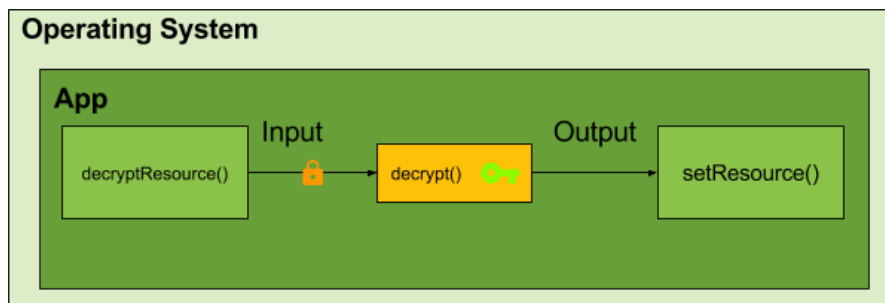 Operating System
App
Input
Output
decryptResource()
decrypt()
setResource()